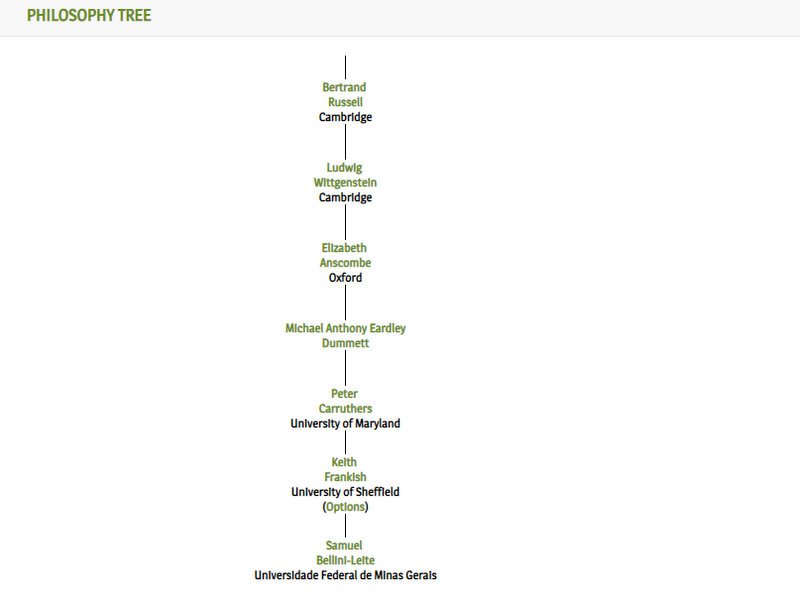 PHILOSOPHY TREE
Bertrand
Russell
Cambridge
Ludwig
Wittgenstein
Cambridge
Elizabeth
Anscombe
Oxford
Michael Anthony Eardley
Dummett
Peter
Carruthers
University of Maryland
Keith
Frankish
University of Sheffield
(Options)
Samuel
Bellini-Leite
Universidade Federal de Minas Gerais